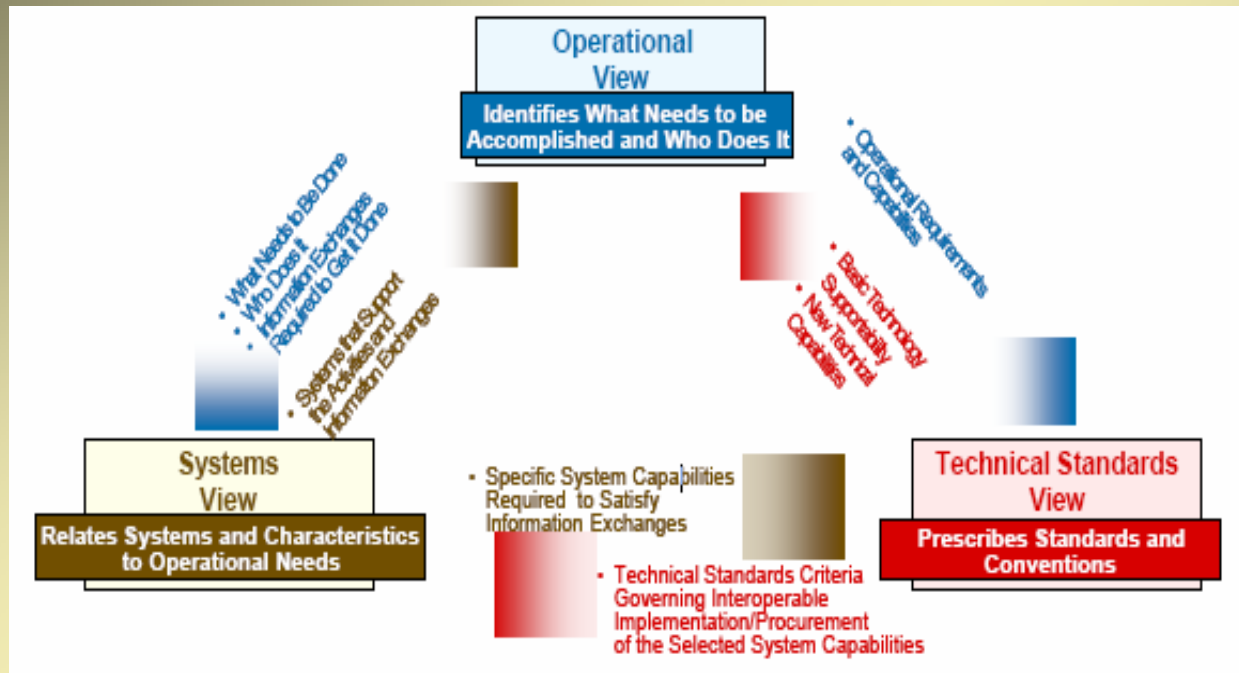 Operational
View
Identifies What Needs to be
Accomplished and Who Does It
• What Needs to Be Done
• Who Does It
• Information Exchanges
Required to Get It Done
• Systems that Support
the Activities and
Information Exchanges
• Operational Requirements
and Capabilities
• Basic Technology
Supportability
• New Technical
Capabilities
Systems
View
Relates Systems and Characteristics
to Operational Needs
• Specific System Capabilities
Required to Satisfy
Information Exchanges
• Technical Standards Criteria
Governing Interoperable
Implementation/Procurement
of the Selected System Capabilities
Technical Standards
View
Prescribes Standards and
Conventions